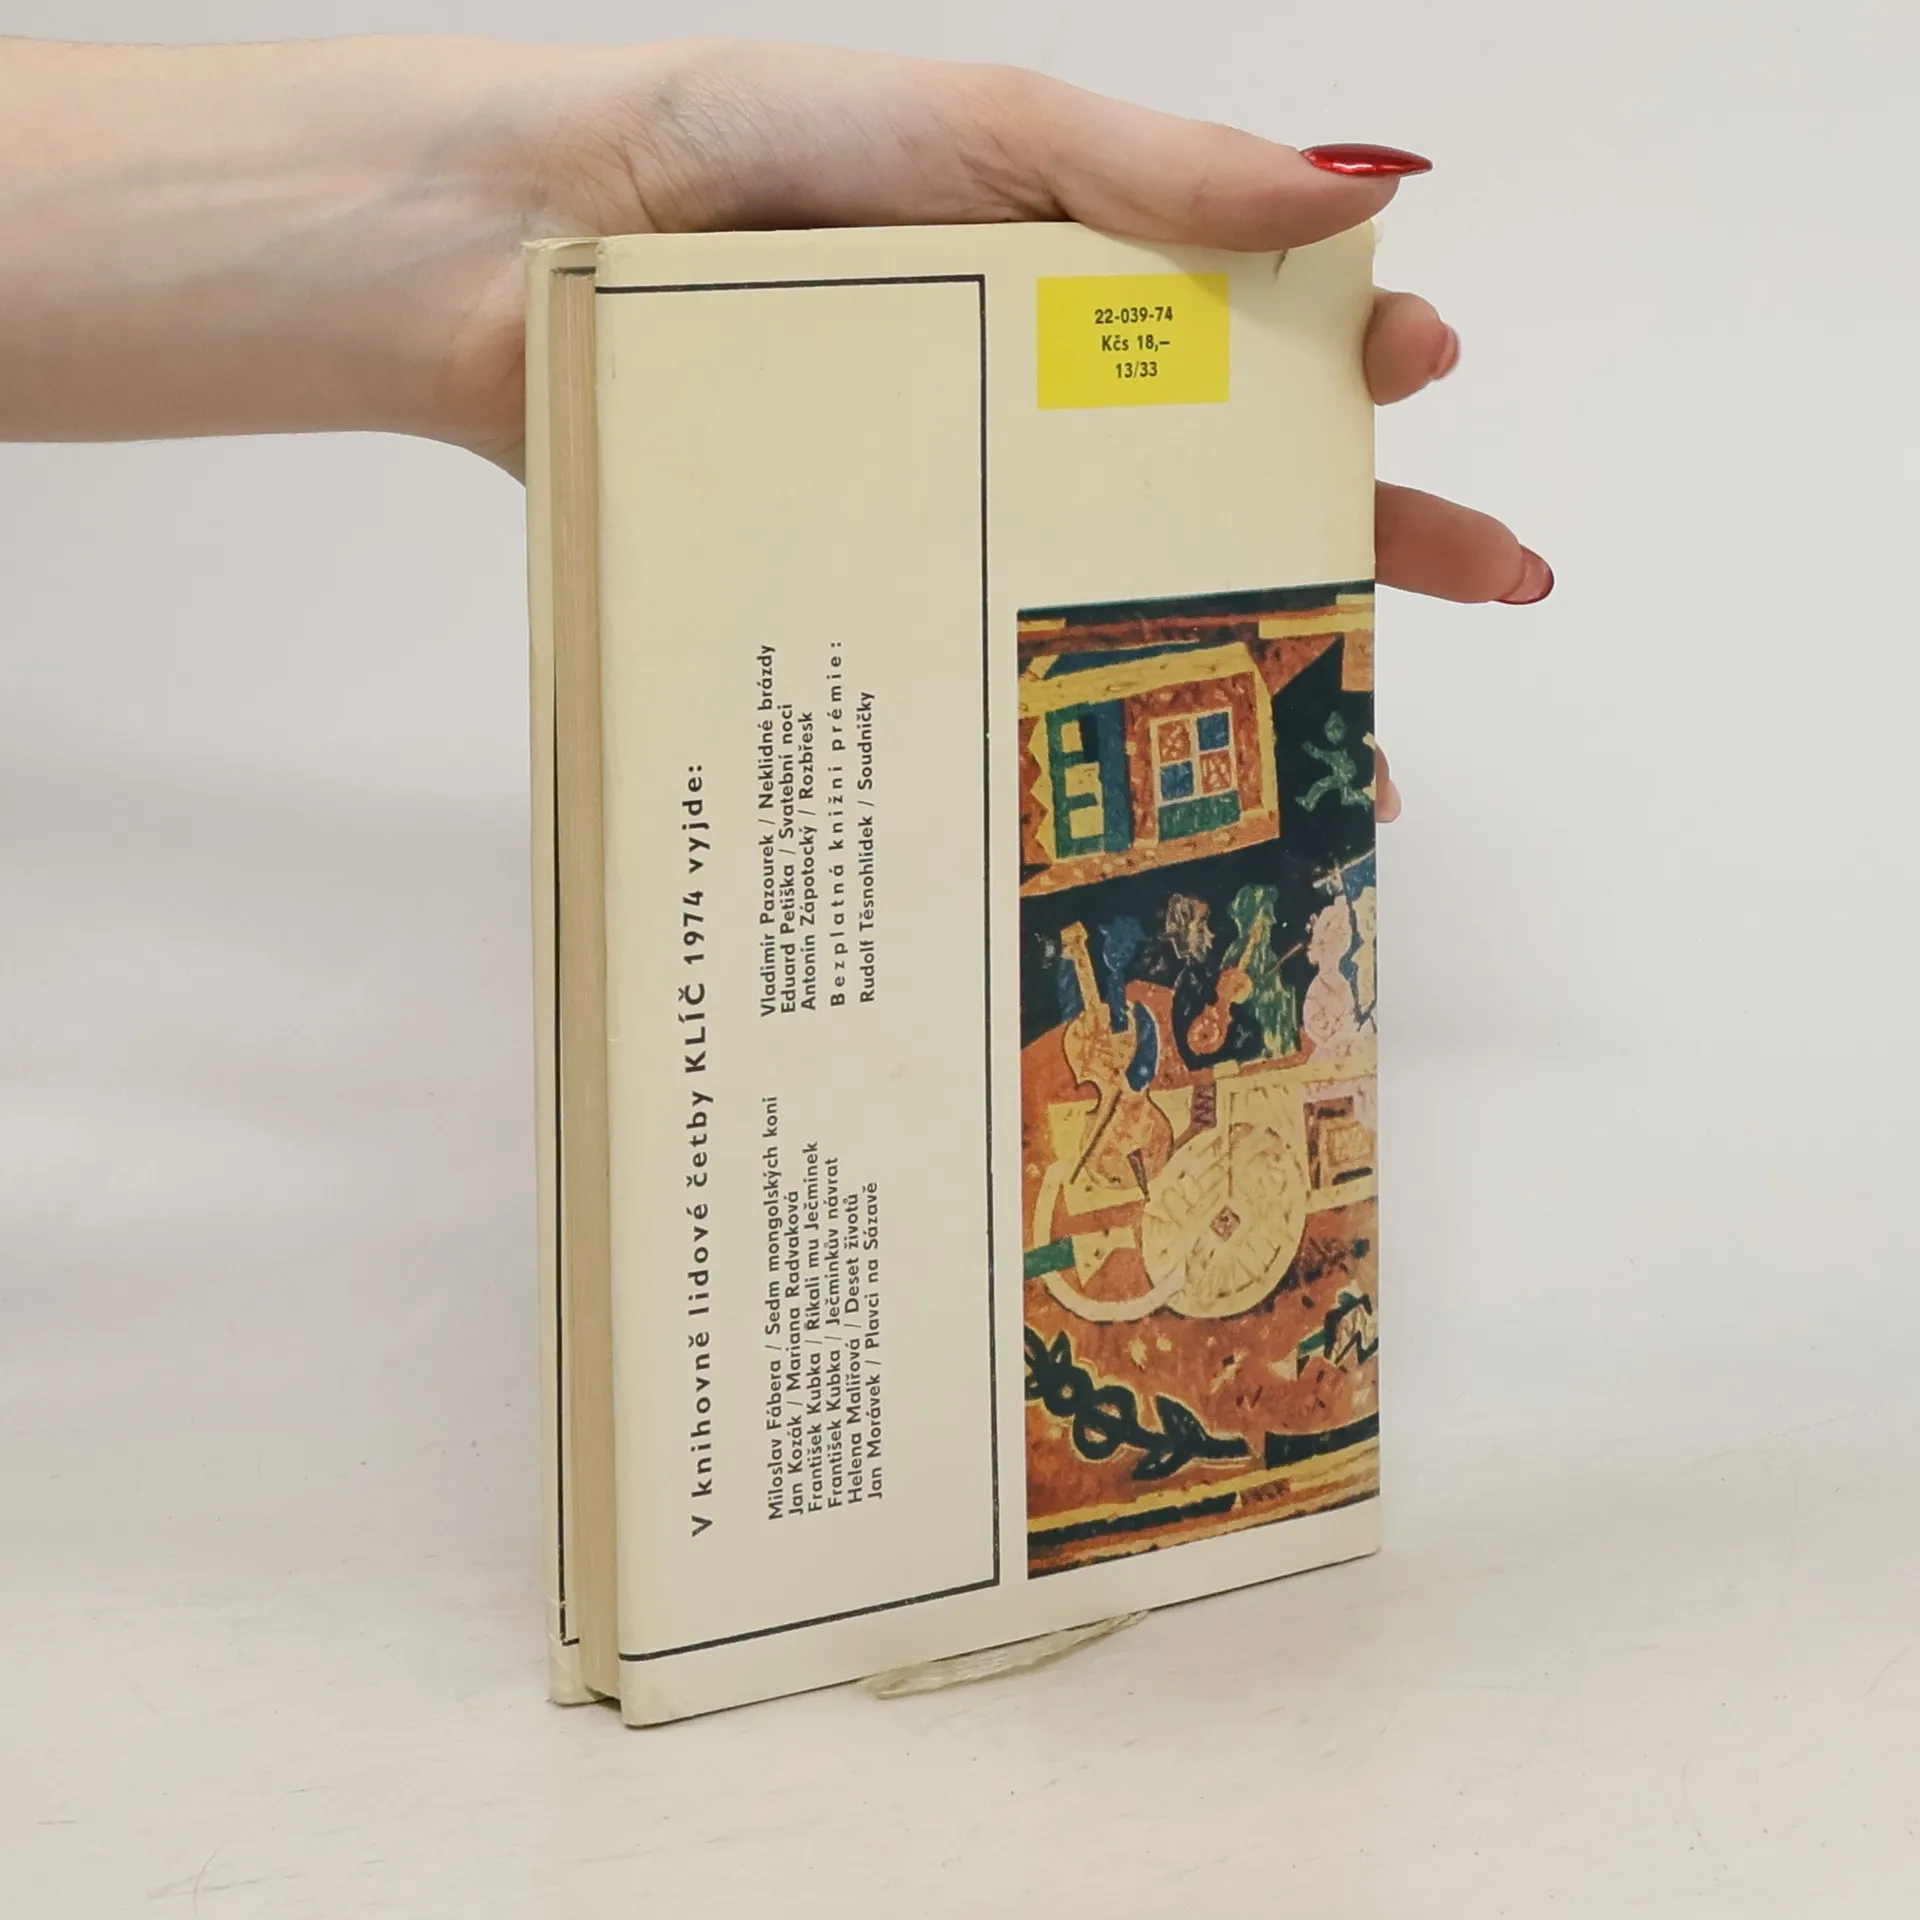 22-039-74
Kčs 18,–
13/33
V knihovně lidové četby KLÍČ 1974 vyjde:
Miloslav Fábera / Sedm mongolských koní
Jan Kozák / Mariana Radvaková
František Kubka / Říkali mu Ječmínek
František Kubka / Ječmínkův návrat
Helena Malířová / Deset životů
Jan Morávek / Plavci na Sázavě
Vladimír Pazourek / Neklidné brázdy
Eduard Petiška / Svatební noci
Antonín Zápotocký / Rozbřesk
Bezplatná knižní prémie:
Rudolf Těsnohlídek / Soudničky